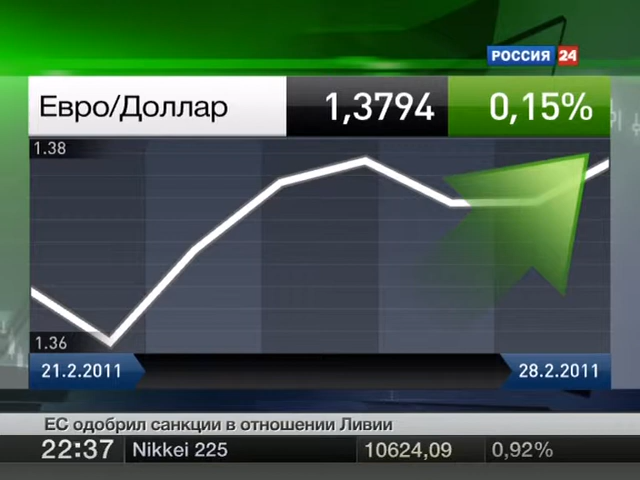 РОССИЯ 24
Евро/Доллар 1,3794 0,15%
1.38
1.36
21.2.2011 28.2.2011
ЕС одобрил санкции в отношении Ливии
22:37 Nikkei 225 10624,09 0,92%